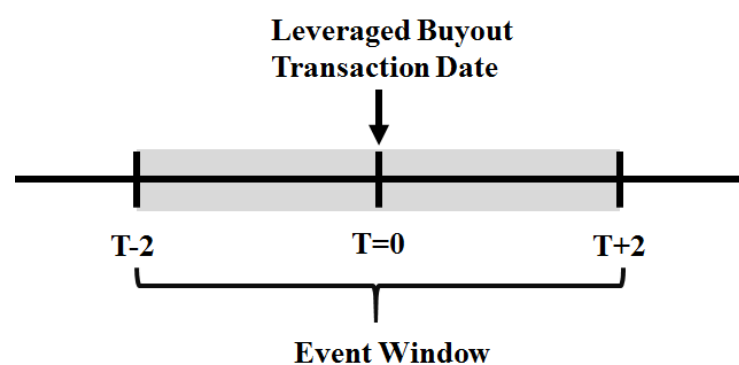 Leveraged Buyout
Transaction Date
T-2 T=0 T+2
Event Window